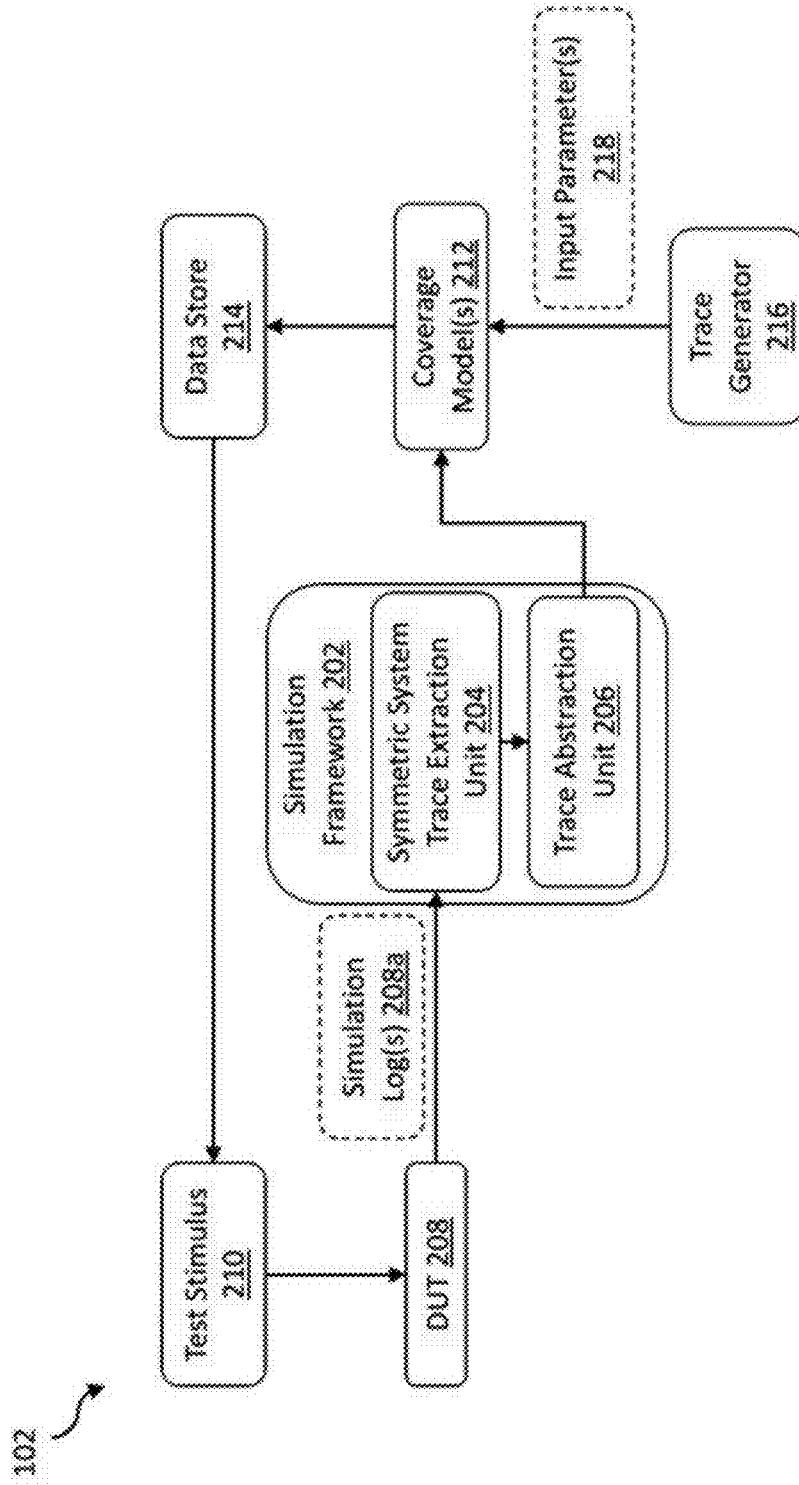 102
Test Stimulus
210
DUT 208
Simulation
Log(s) 208a
Simulation
Framework 202
Symmetric System
Trace Extraction
Unit 204
Trace Abstraction
Unit 206
Data Store
214
Coverage
Model(s) 212
Input Parameter(s)
218
Trace
Generator
216